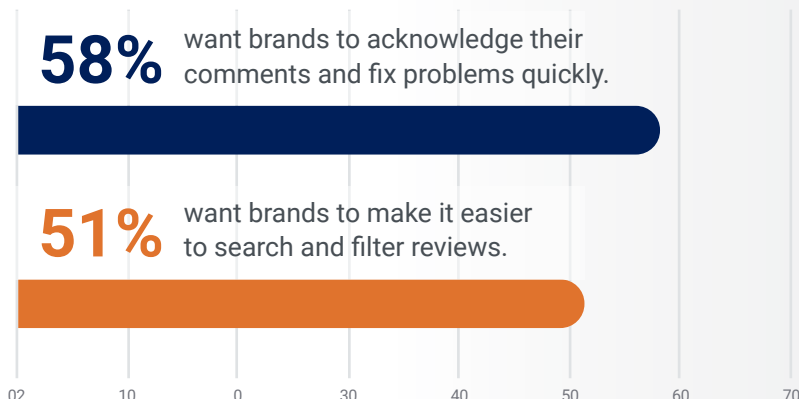 58% want brands to acknowledge their
comments and fix problems quickly.
51% want brands to make it easier
to search and filter reviews.
02 10 0 30 40 50 60 70